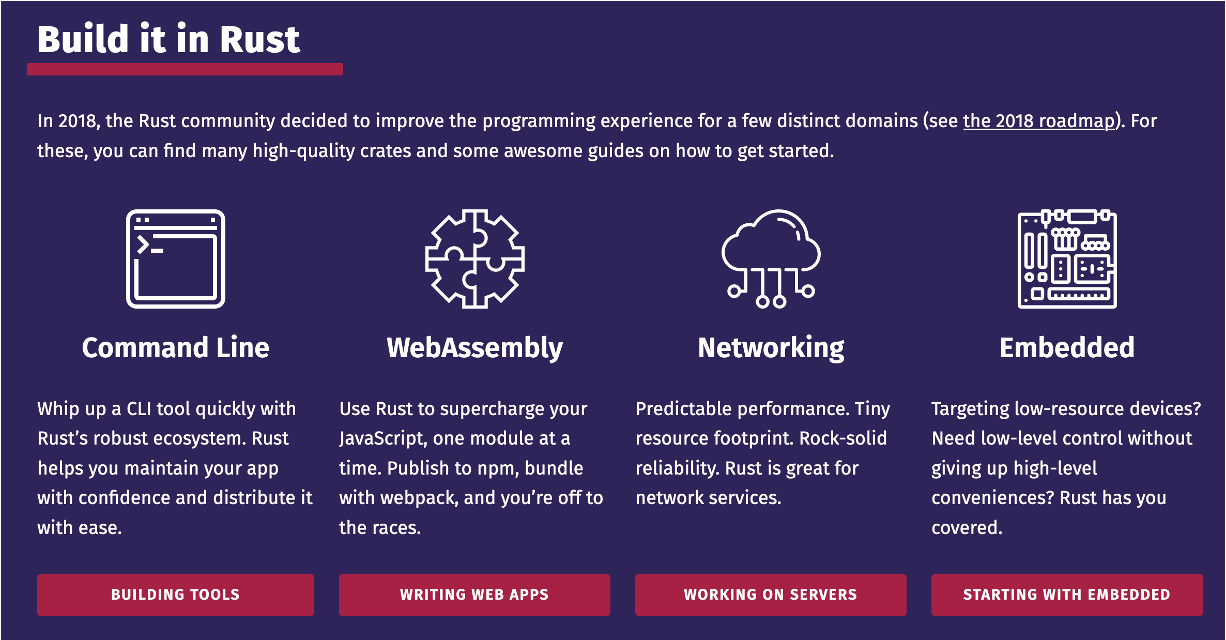 Build it in Rust
In 2018, the Rust community decided to improve the programming experience for a few distinct domains (see the 2018 roadmap). For
these, you can find many high-quality crates and some awesome guides on how to get started.
>_
Command Line
Whip up a CLI tool quickly with
Rust’s robust ecosystem. Rust
helps you maintain your app
with confidence and distribute it
with ease.
BUILDING TOOLS
WebAssembly
Use Rust to supercharge your
JavaScript, one module at a
time. Publish to npm, bundle
with webpack, and you’re off to
the races.
WRITING WEB APPS
Networking
Predictable performance. Tiny
resource footprint. Rock-solid
reliability. Rust is great for
network services.
WORKING ON SERVERS
Embedded
Targeting low-resource devices?
Need low-level control without
giving up high-level
conveniences? Rust has you
covered.
STARTING WITH EMBEDDED